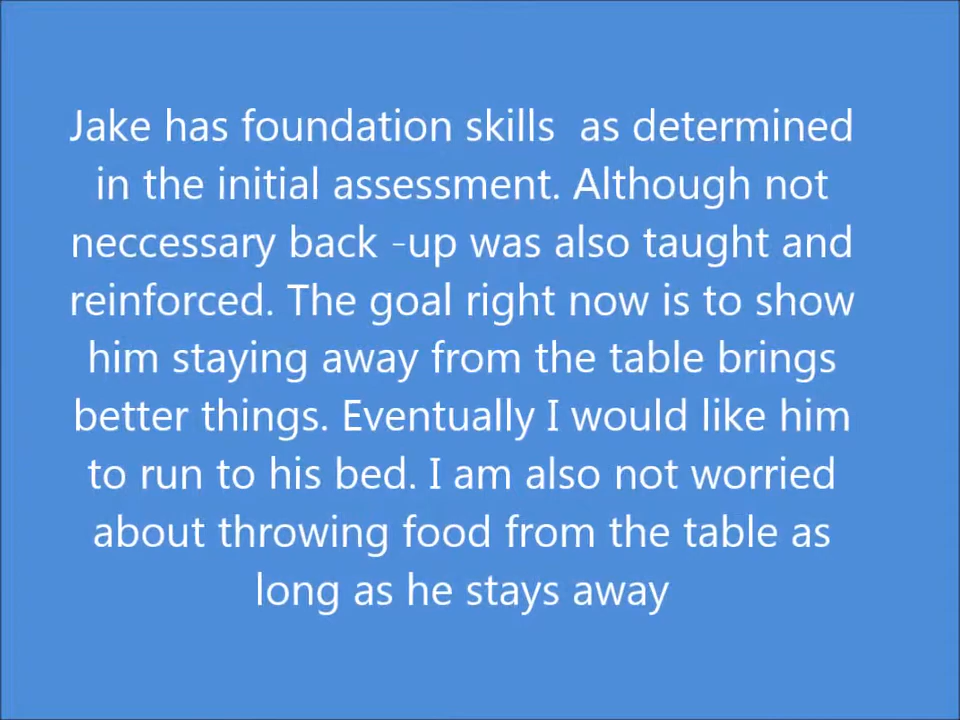 Jake has foundation skills  as determined
in the initial assessment. Although not
neccessary back -up was also taught and
reinforced. The goal right now is to show
him staying away from the table brings
better things. Eventually I would like him
to run to his bed. I am also not worried
about throwing food from the table as
long as he stays away